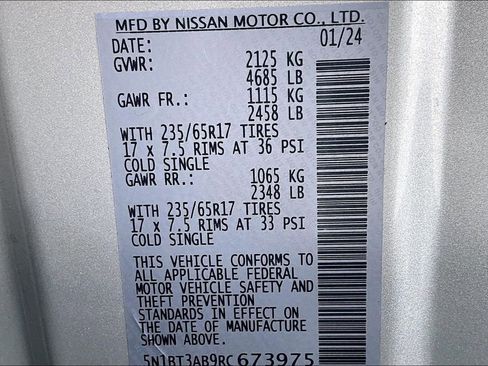 MFD BY NISSAN MOTOR CO., LTD.
DATE: 01/24
GVWR: 2125 KG
4685 LB
GAWR FR.: 1115 KG
2458 LB
WITH 235/65R17 TIRES
17 x 7.5 RIMS AT 36 PSI
COLD SINGLE
GAWR RR.: 1065 KG
2348 LB
WITH 235/65R17 TIRES
17 x 7.5 RIMS AT 33 PSI
COLD SINGLE
THIS VEHICLE CONFORMS TO
ALL APPLICABLE FEDERAL
MOTOR VEHICLE SAFETY AND
THEFT PREVENTION
STANDARDS IN EFFECT ON
THE DATE OF MANUFACTURE
SHOWN ABOVE.
5N1BT3AB9RC673975